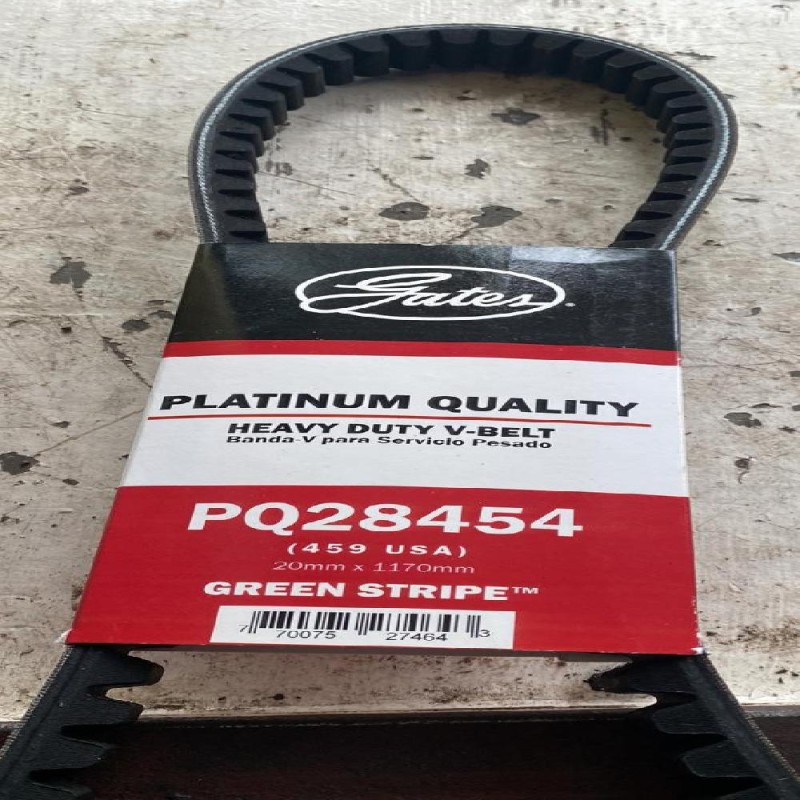 Gates
PLATINUM QUALITY
HEAVY DUTY V-BELT
Banda-V para Servicio Pesado
PQ28454
(459 USA)
20mm x 1170mm
GREEN STRIPE™
7 70075 27464 3